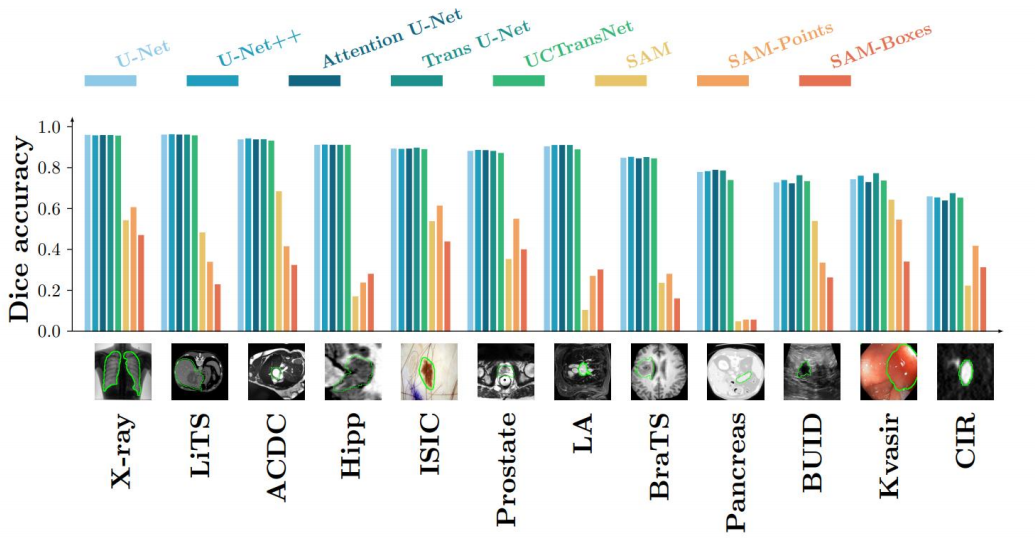 U-Net
U-Net++
Attention U-Net
Trans U-Net
UCTransNet
SAM
SAM-Points
SAM-Boxes
Dice accuracy
1.0
0.8
0.6
0.4
0.2
0.0
X-ray
LiTS
ACDC
Hipp
ISIC
Prostate
LA
BraTS
Pancreas
BUID
Kvasir
CIR